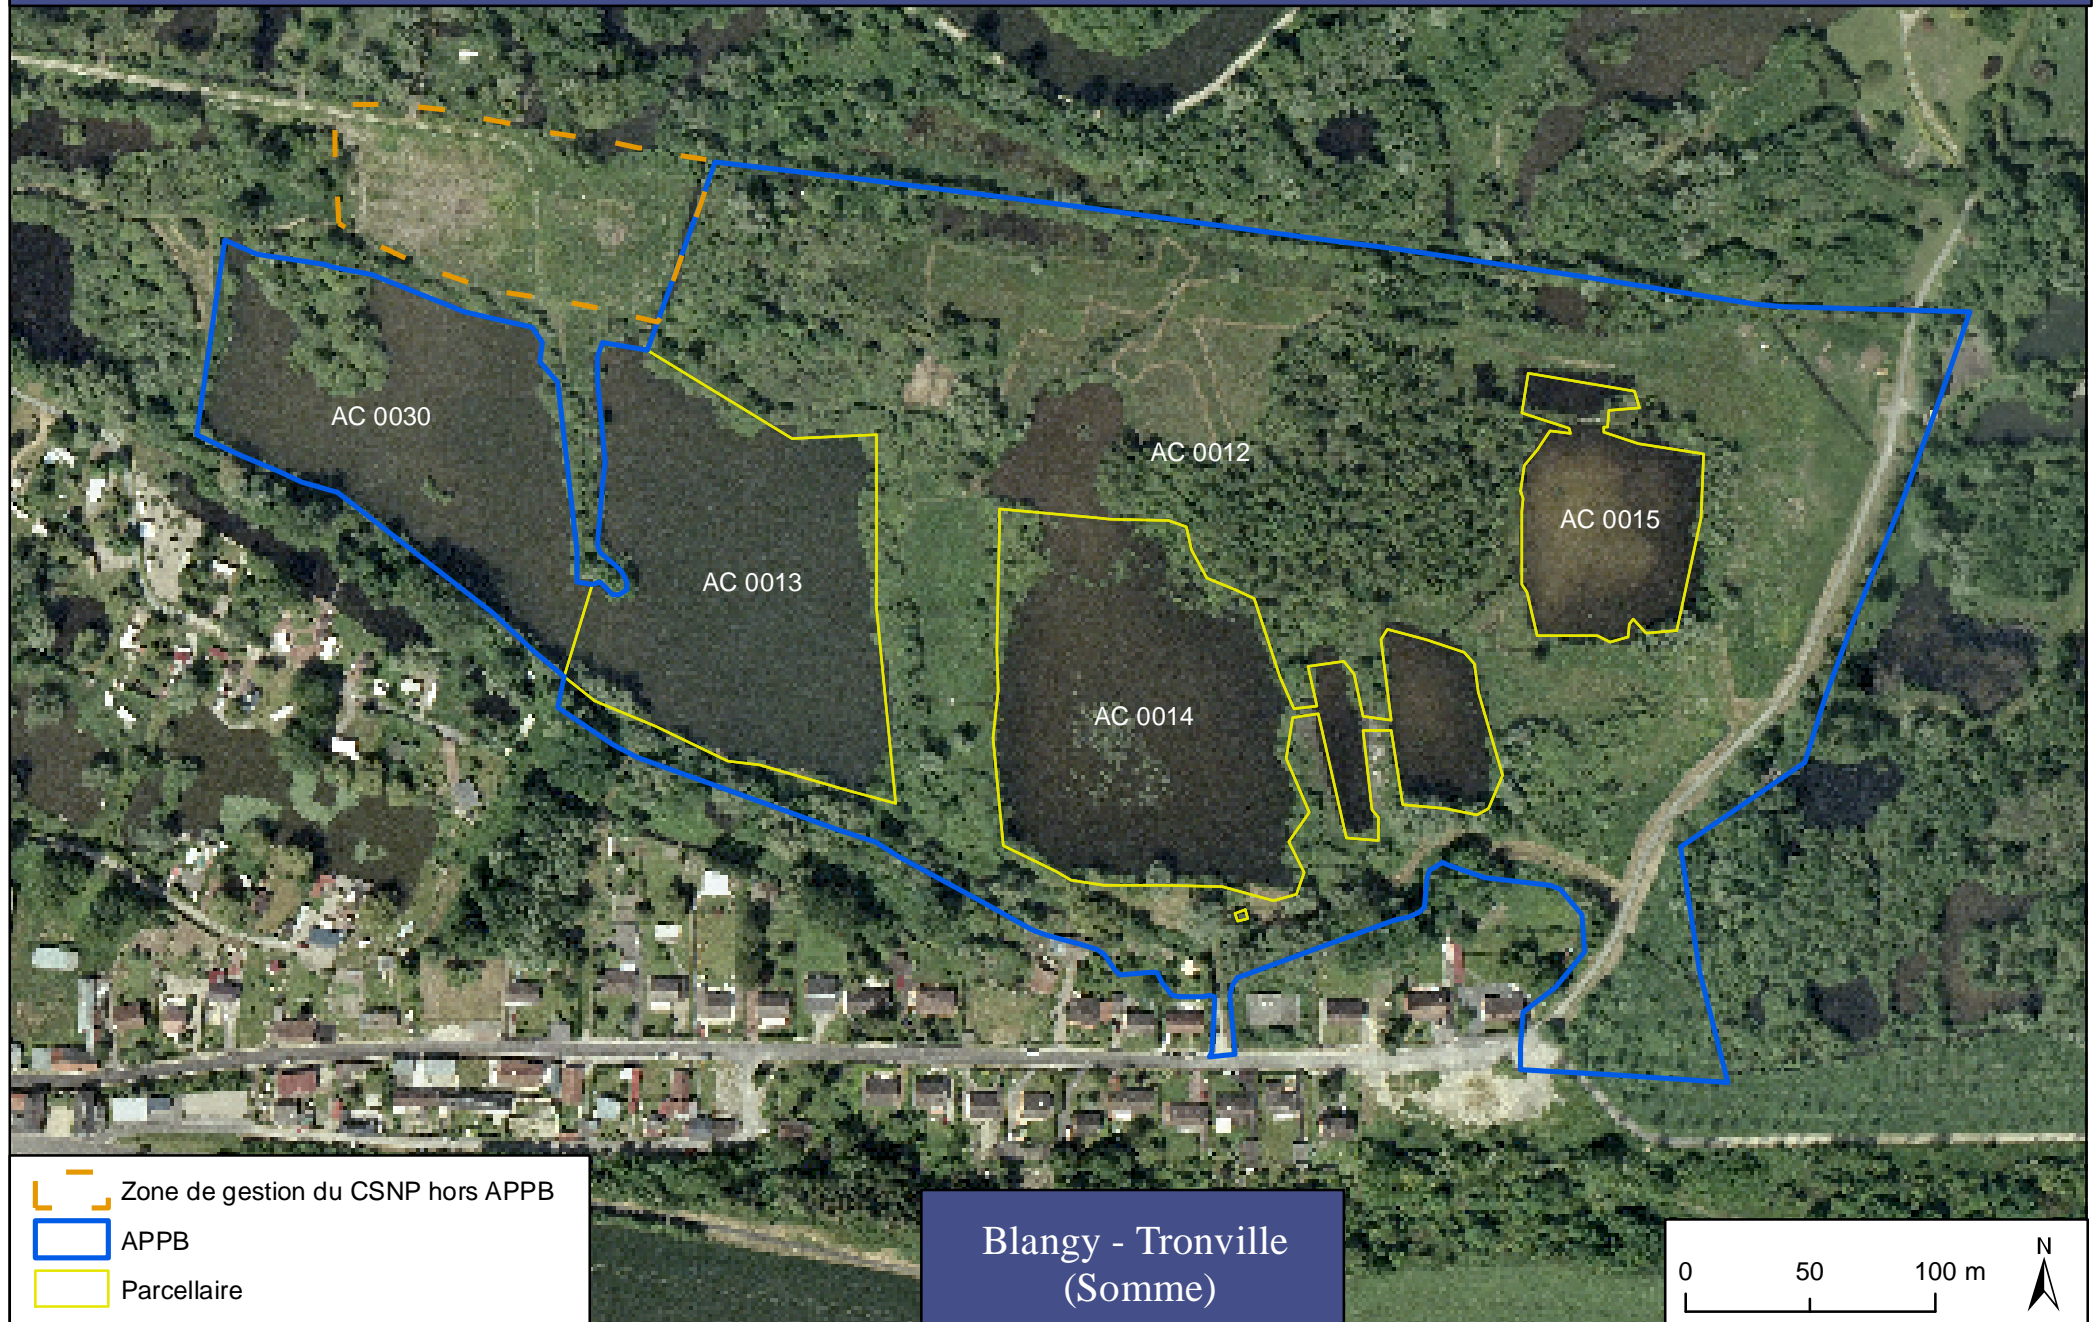 AC 0030
AC 0012
AC 0015
AC 0013
AC 0014
Zone de gestion du CSNP hors APPB
APPB
Parcellaire
Blangy - Tronville
(Somme)
0 50 100 m
N